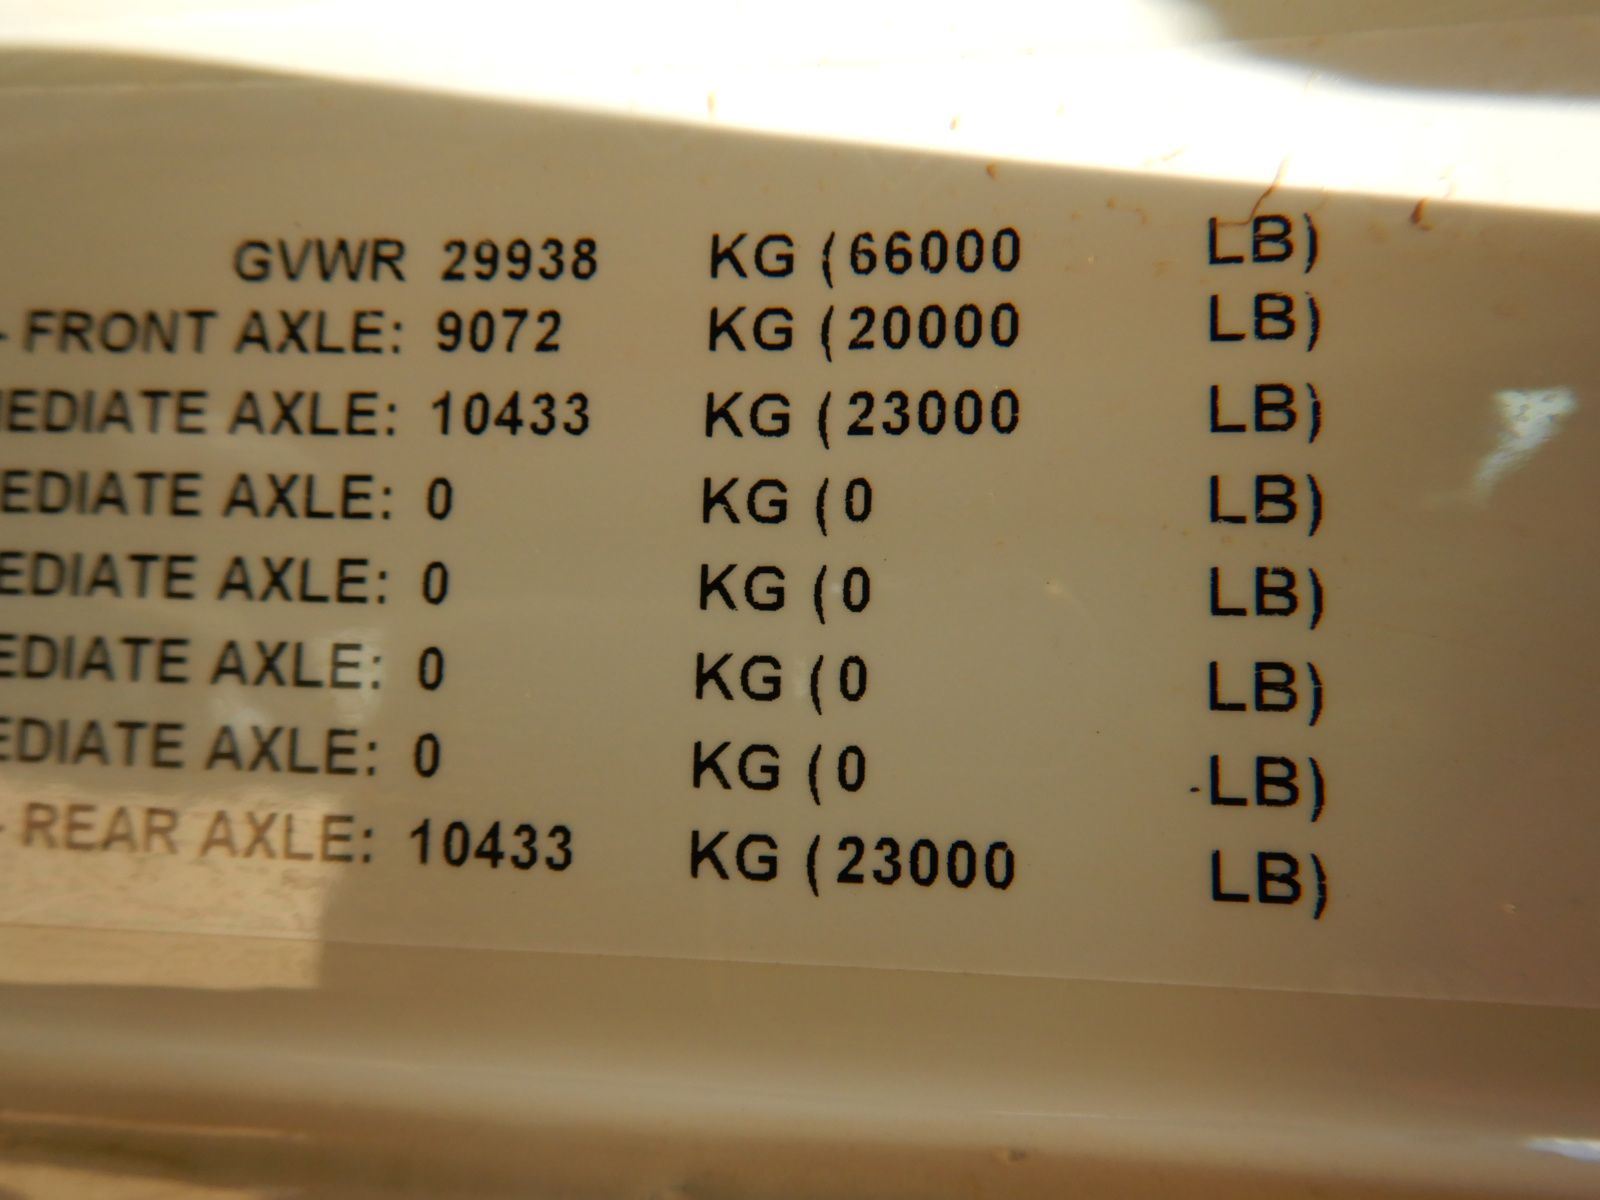 GVWR 29938 KG (66000 LB)
- FRONT AXLE: 9072 KG (20000 LB)
MEDIATE AXLE: 10433 KG (23000 LB)
EDIATE AXLE: 0 KG (0 LB)
EDIATE AXLE: 0 KG (0 LB)
EDIATE AXLE: 0 KG (0 LB)
EDIATE AXLE: 0 KG (0 LB)
- REAR AXLE: 10433 KG (23000 LB)